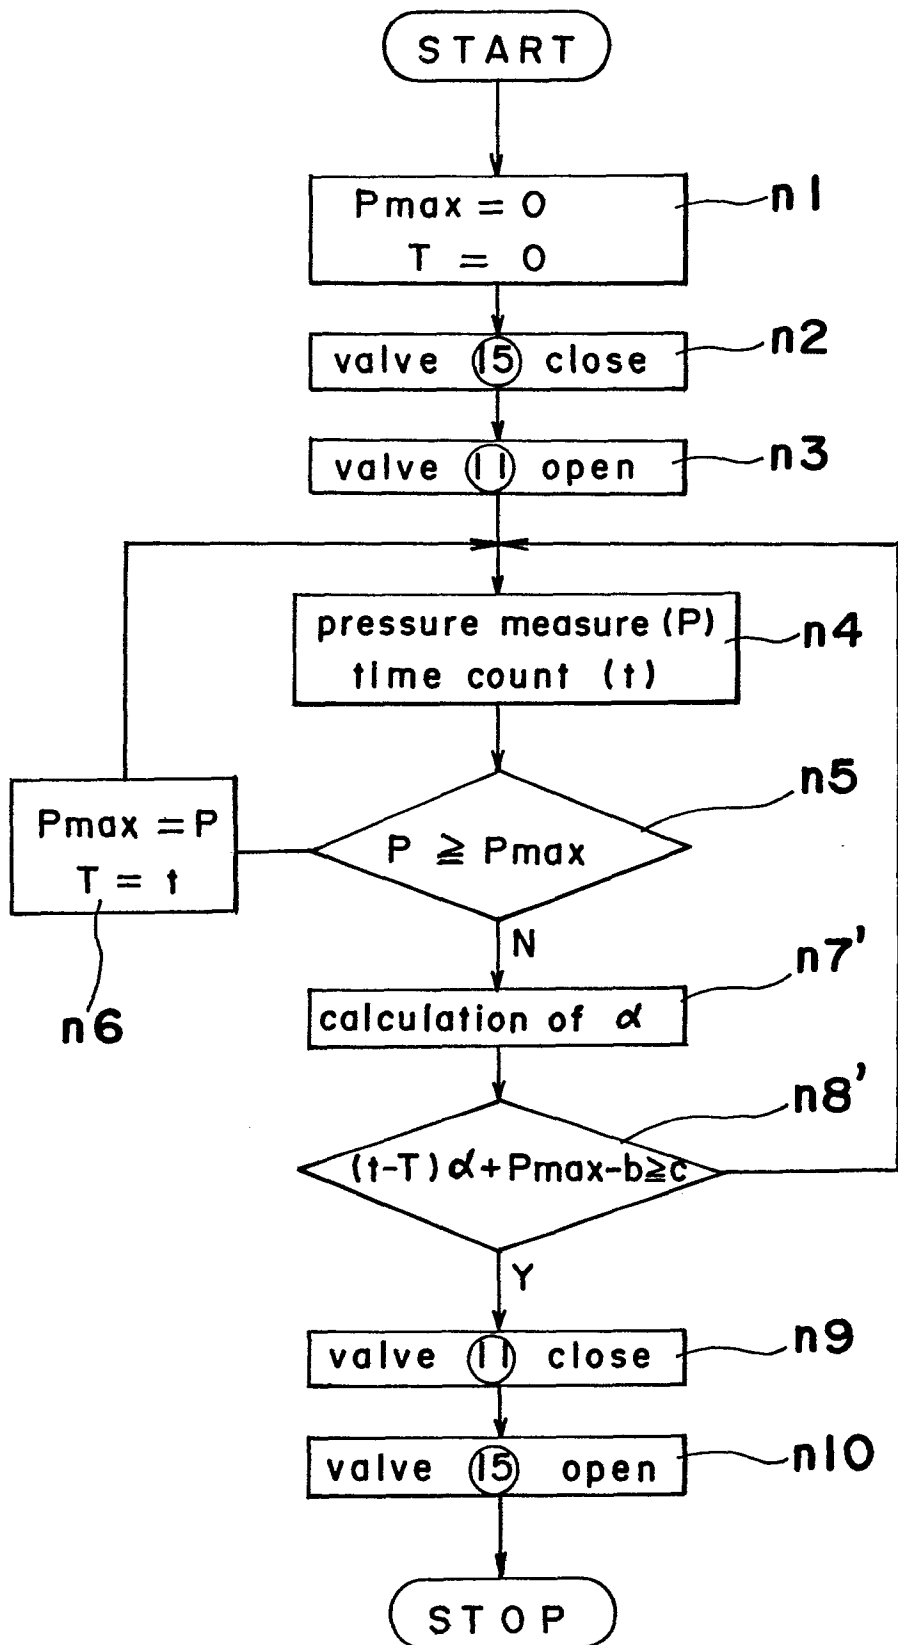 START
Pmax = 0
T = 0
n1
valve 15 close
n2
valve 11 open
n3
pressure measure (P)
time count (t)
n4
P ≧ Pmax
n5
Pmax = P
T = t
n6
N
calculation of α
n7'
(t-T)α+Pmax-b≧c
n8'
Y
valve 11 close
n9
valve 15 open
n10
STOP